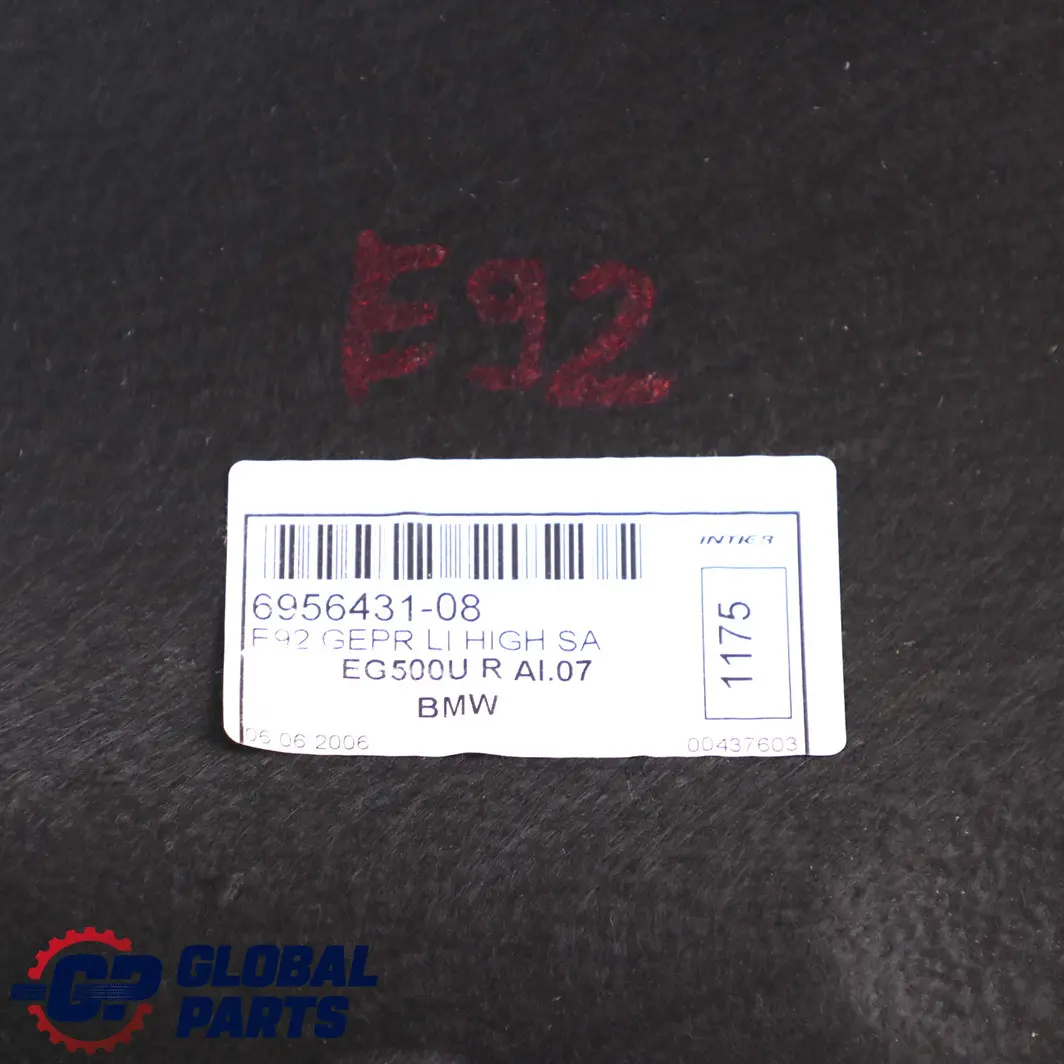 E92
INTIER
6956431-08
E92 GEPR LI HIGH SA
EG500U R AI.07
BMW
1175
06 06 2006
00437603
GP GLOBAL
PARTS